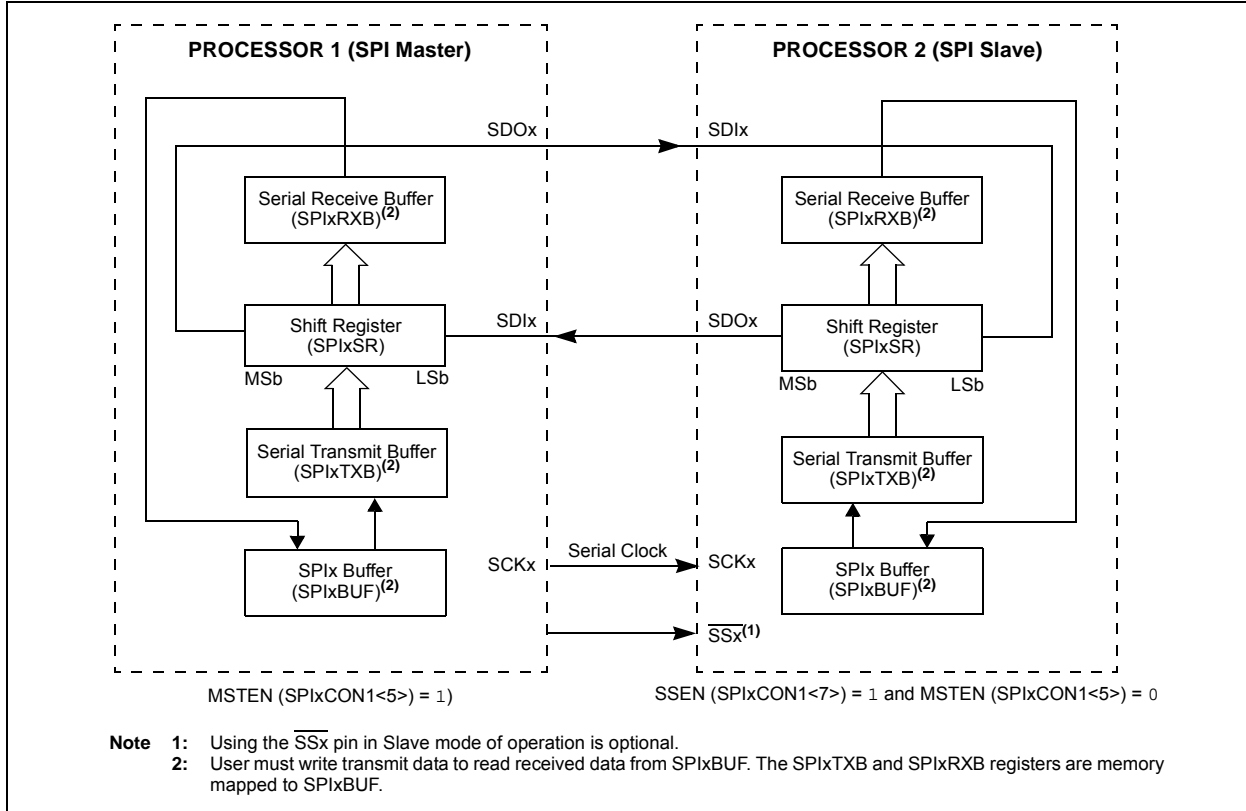 PROCESSOR 1 (SPI Master)
PROCESSOR 2 (SPI Slave)
SDOx
SDIx
Serial Receive Buffer
(SPIxRXB)(2)
Serial Receive Buffer
(SPIxRXB)(2)
Shift Register
(SPIxSR)
SDIx
SDOx
Shift Register
(SPIxSR)
MSb
LSb
MSb
LSb
Serial Transmit Buffer
(SPIxTXB)(2)
Serial Transmit Buffer
(SPIxTXB)(2)
SPIx Buffer
(SPIxBUF)(2)
SCKx
Serial Clock
SCKx
SPIx Buffer
(SPIxBUF)(2)
SSx(1)
MSTEN (SPIxCON1<5>) = 1)
SSEN (SPIxCON1<7>) = 1 and MSTEN (SPIxCON1<5>) = 0
Note 1: Using the SSx pin in Slave mode of operation is optional.
2: User must write transmit data to read received data from SPIxBUF. The SPIxTXB and SPIxRXB registers are memory
mapped to SPIxBUF.